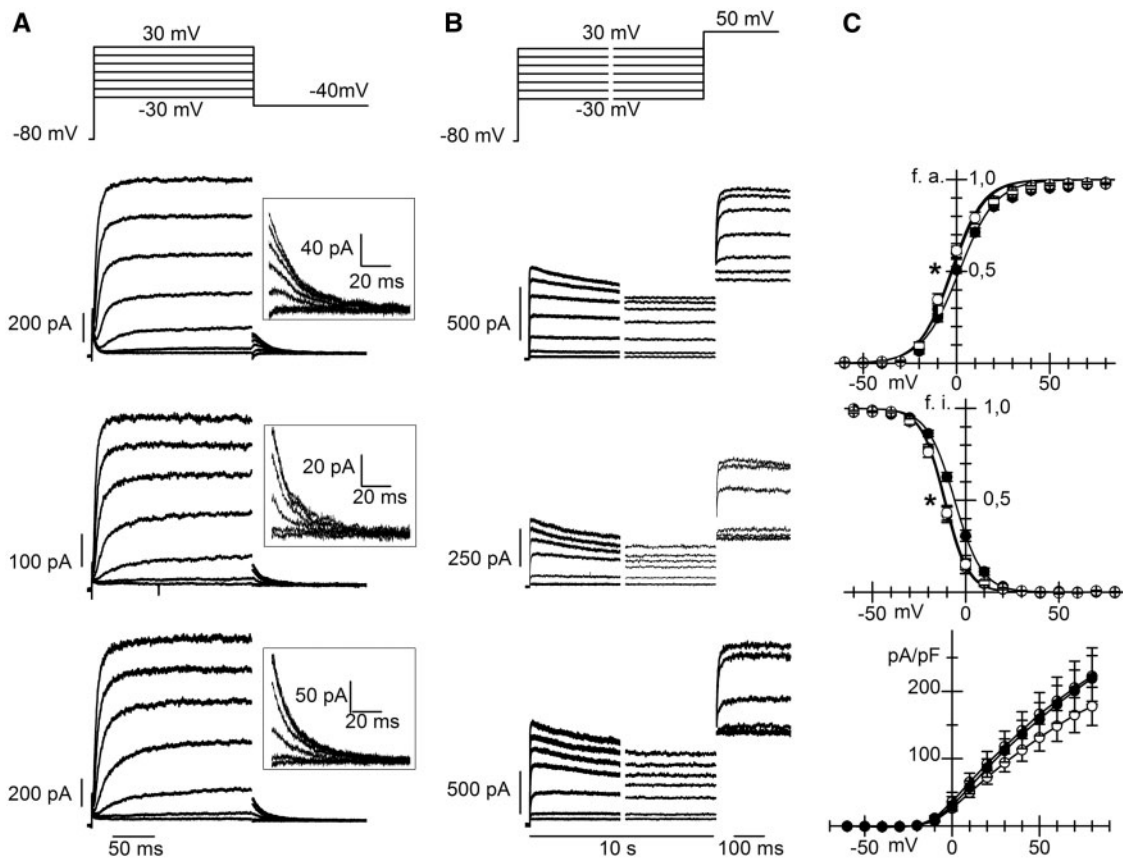 A
30 mV
-40mV
-30 mV
-80 mV
40 pA
20 ms
200 pA
20 pA
20 ms
100 pA
50 pA
20 ms
200 pA
50 ms
B
50 mV
30 mV
-30 mV
-80 mV
500 pA
250 pA
500 pA
10 s
100 ms
C
f. a.
1,0
*
0,5
-50
mV
0
50
f. i.
1,0
*
0,5
-50
mV
0
50
pA/pF
200
100
-50
mV
0
50